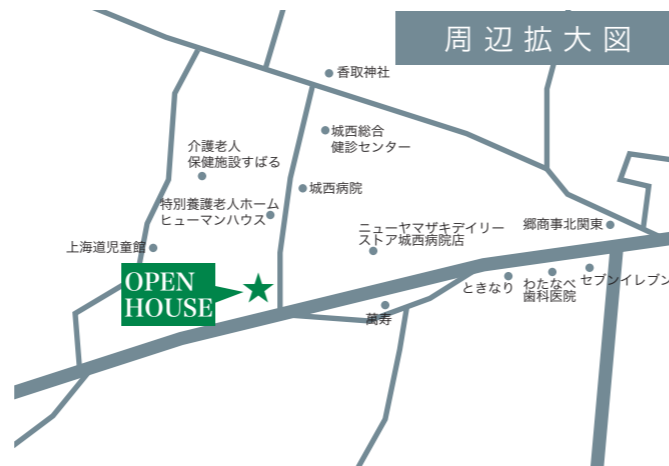 周辺拡大図
香取神社
城西総合
健診センター
介護老人
保健施設すばる
城西病院
特別養護老人ホーム
ヒューマンハウス
郷商事北関東
ニューヤマザキデイリー
ストア城西病院店
上海道児童館
OPEN
HOUSE
セブンイレブン
ときなり
わたなべ
歯科医院
萬寿